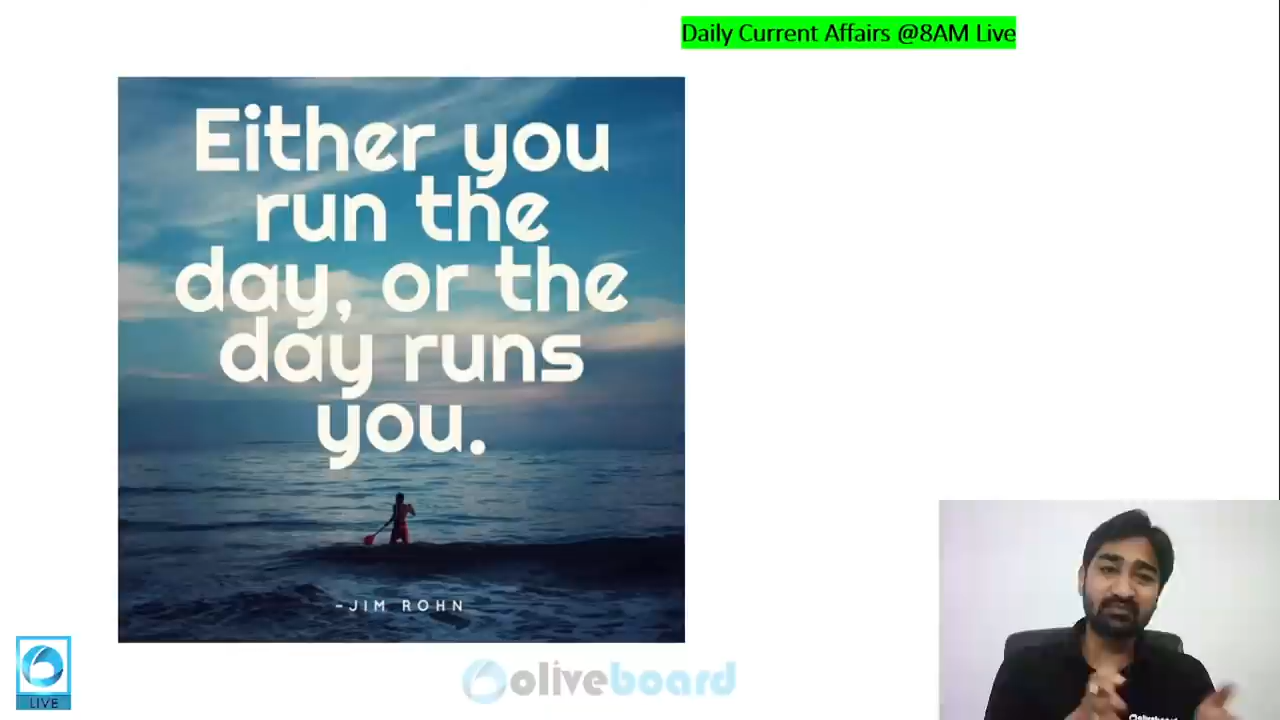 Daily Current Affairs @8AM Live
Either you
run the
day, or the
day runs
you.
-JIM ROHN
LIVE
oliveboard
oliveboard